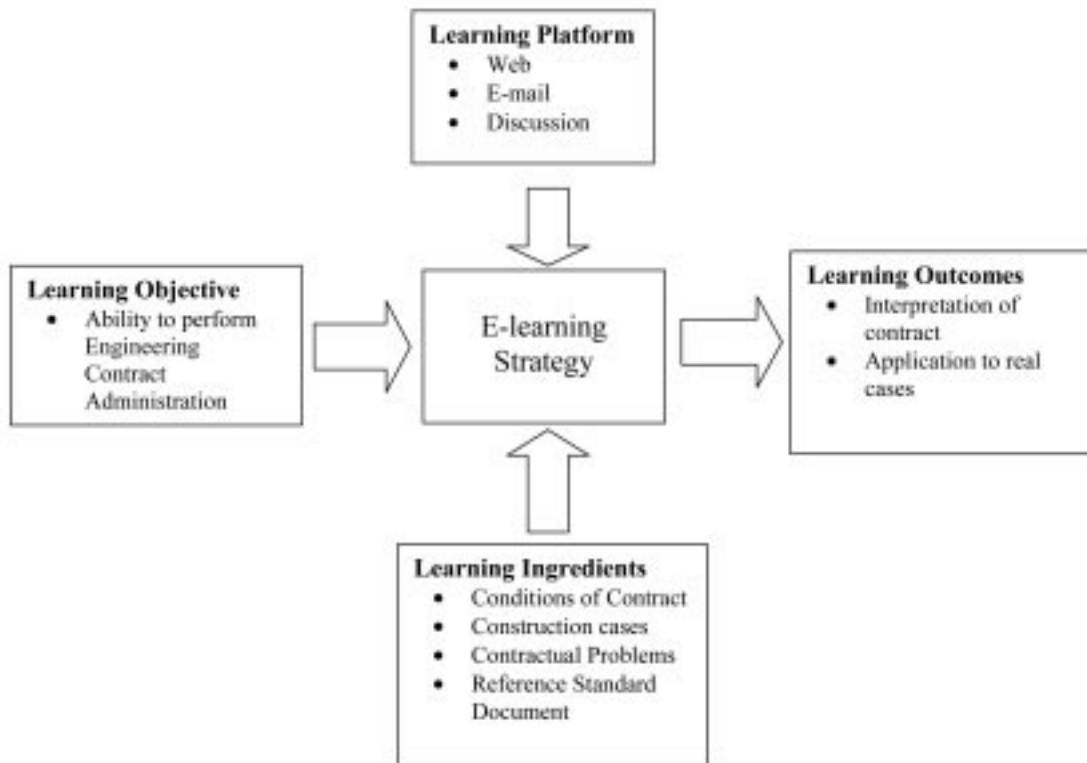 Learning Platform
• Web
• E-mail
• Discussion
Learning Objective
• Ability to perform
Engineering
Contract
Administration
E-learning
Strategy
Learning Outcomes
• Interpretation of
contract
• Application to real
cases
Learning Ingredients
• Conditions of Contract
• Construction cases
• Contractual Problems
• Reference Standard
Document